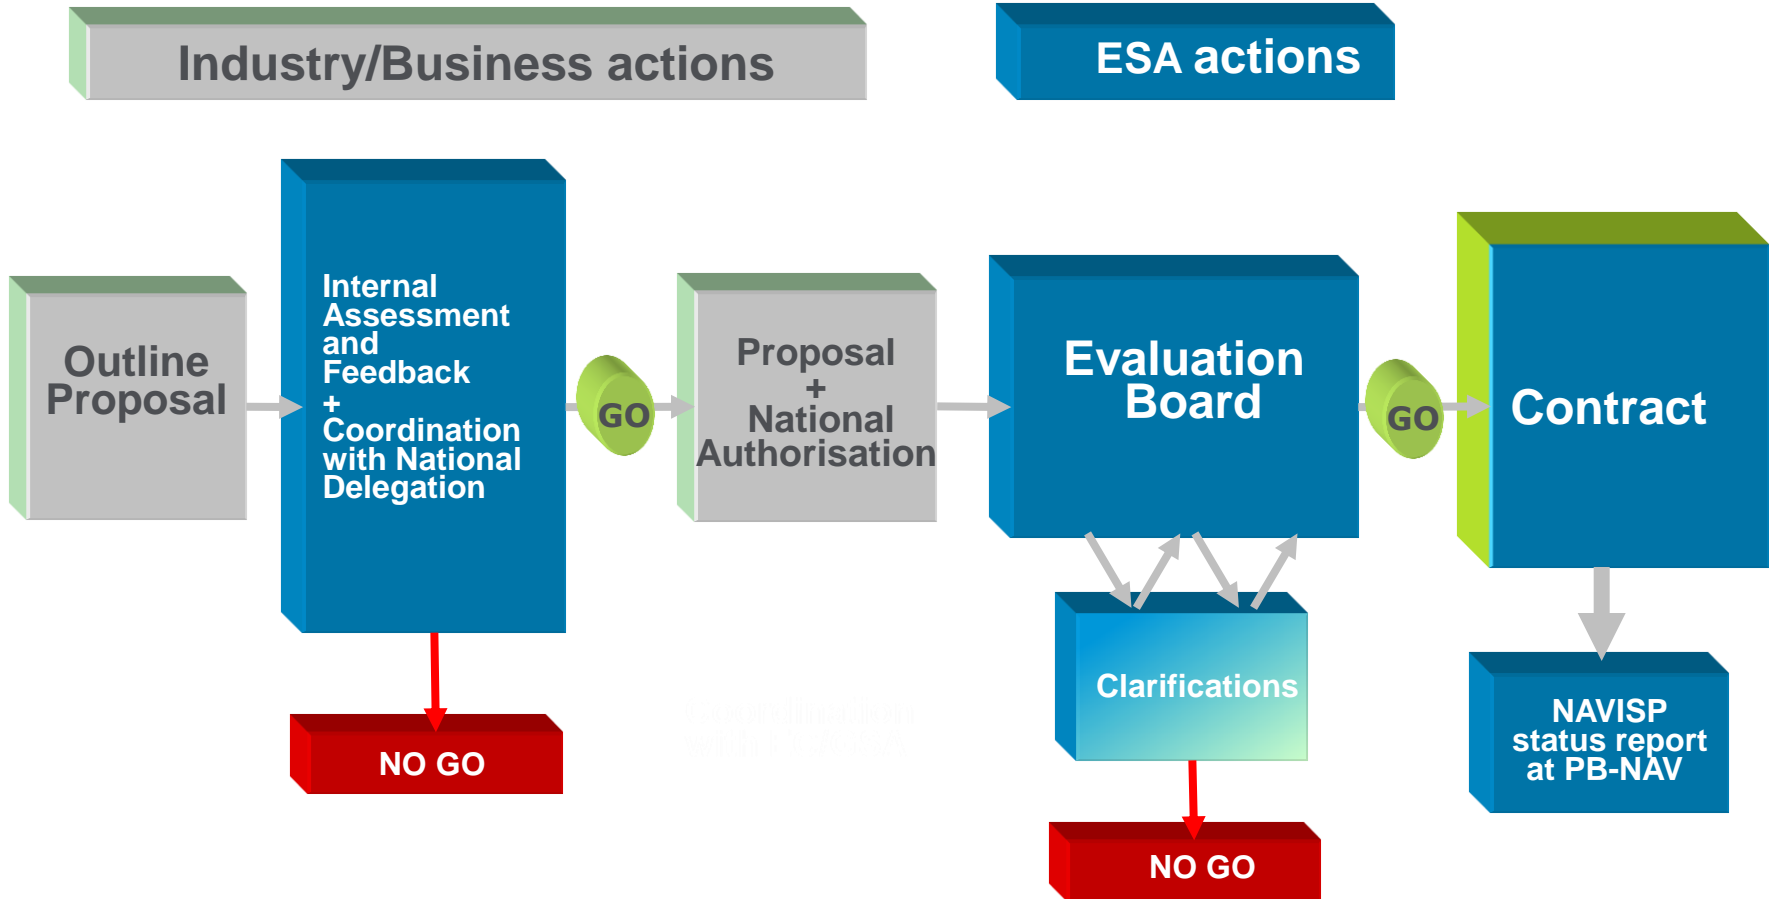 Industry/Business actions
ESA actions
Outline
Proposal
Internal
Assessment
and
Feedback
+
Coordination
with National
Delegation
GO
Proposal
+
National
Authorisation
Evaluation
Board
GO
Contract
Clarifications
NO GO
NO GO
NAVISP
status report
at PB-NAV